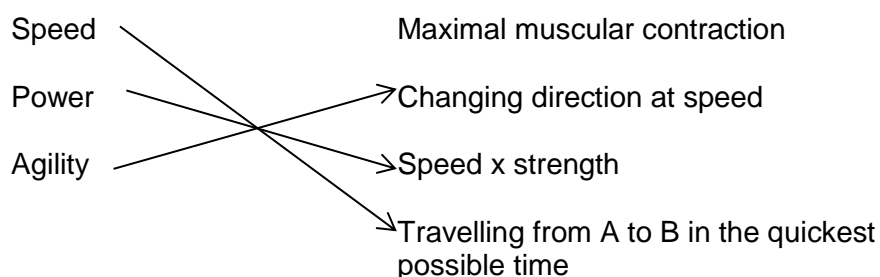 Speed
Maximal muscular contraction
Power
Changing direction at speed
Agility
Speed x strength
Travelling from A to B in the quickest
possible time